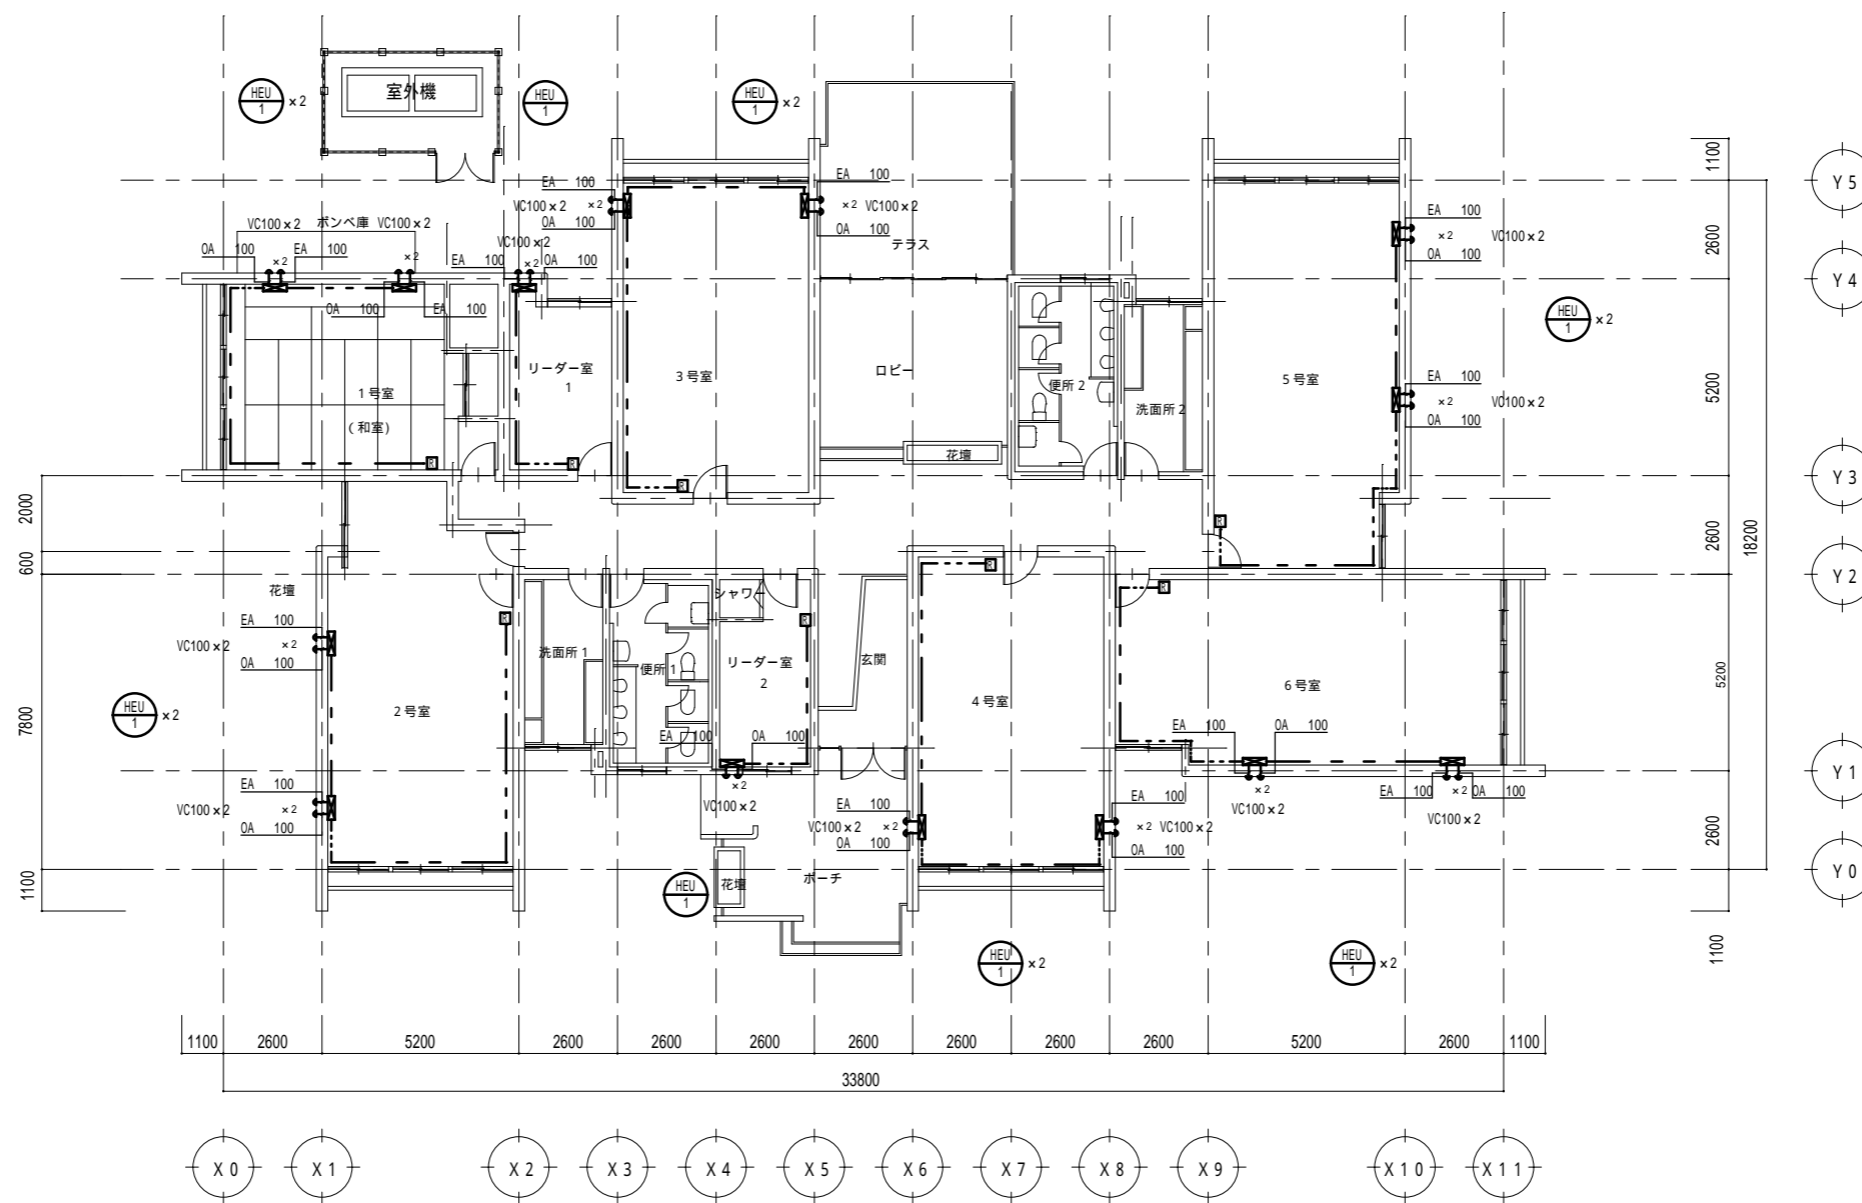 室外機
HEU
1
×2
HEU
1
HEU
1
×2
EA 100
VC100×2
×2
OA 100
EA 100
×2
VC100×2
OA 100
テラス
VC100×2
ボンベ庫
VC100×2
OA 100
EA 100
×2
×2
OA 100
EA 100
VC100×2
EA 100
×2
OA 100
EA 100
×2
VC100×2
OA 100
HEU
1
×2
EA 100
×2
VC100×2
OA 100
1号室
(和室)
リーダー室
1
3号室
ロビー
花壇
便所2
洗面所2
5号室
花壇
EA 100
VC100×2
×2
OA 100
HEU
1
×2
EA 100
VC100×2
×2
OA 100
2号室
洗面所1
便所1
シャワー
リーダー室
2
玄関
4号室
6号室
EA 100
OA 100
×2
VC100×2
EA 100
VC100×2
×2
OA 100
EA 100
×2
VC100×2
OA 100
EA 100
OA 100
×2
VC100×2
EA 100
×2
OA 100
VC100×2
HEU
1
花壇
ポーチ
HEU
1
×2
HEU
1
×2
2000
600
7800
1100
1100
2600
5200
2600
5200
2600
1100
18200
Y5
Y4
Y3
Y2
Y1
Y0
1100
2600
5200
2600
2600
2600
2600
2600
2600
2600
5200
2600
1100
33800
X0
X1
X2
X3
X4
X5
X6
X7
X8
X9
X10
X11